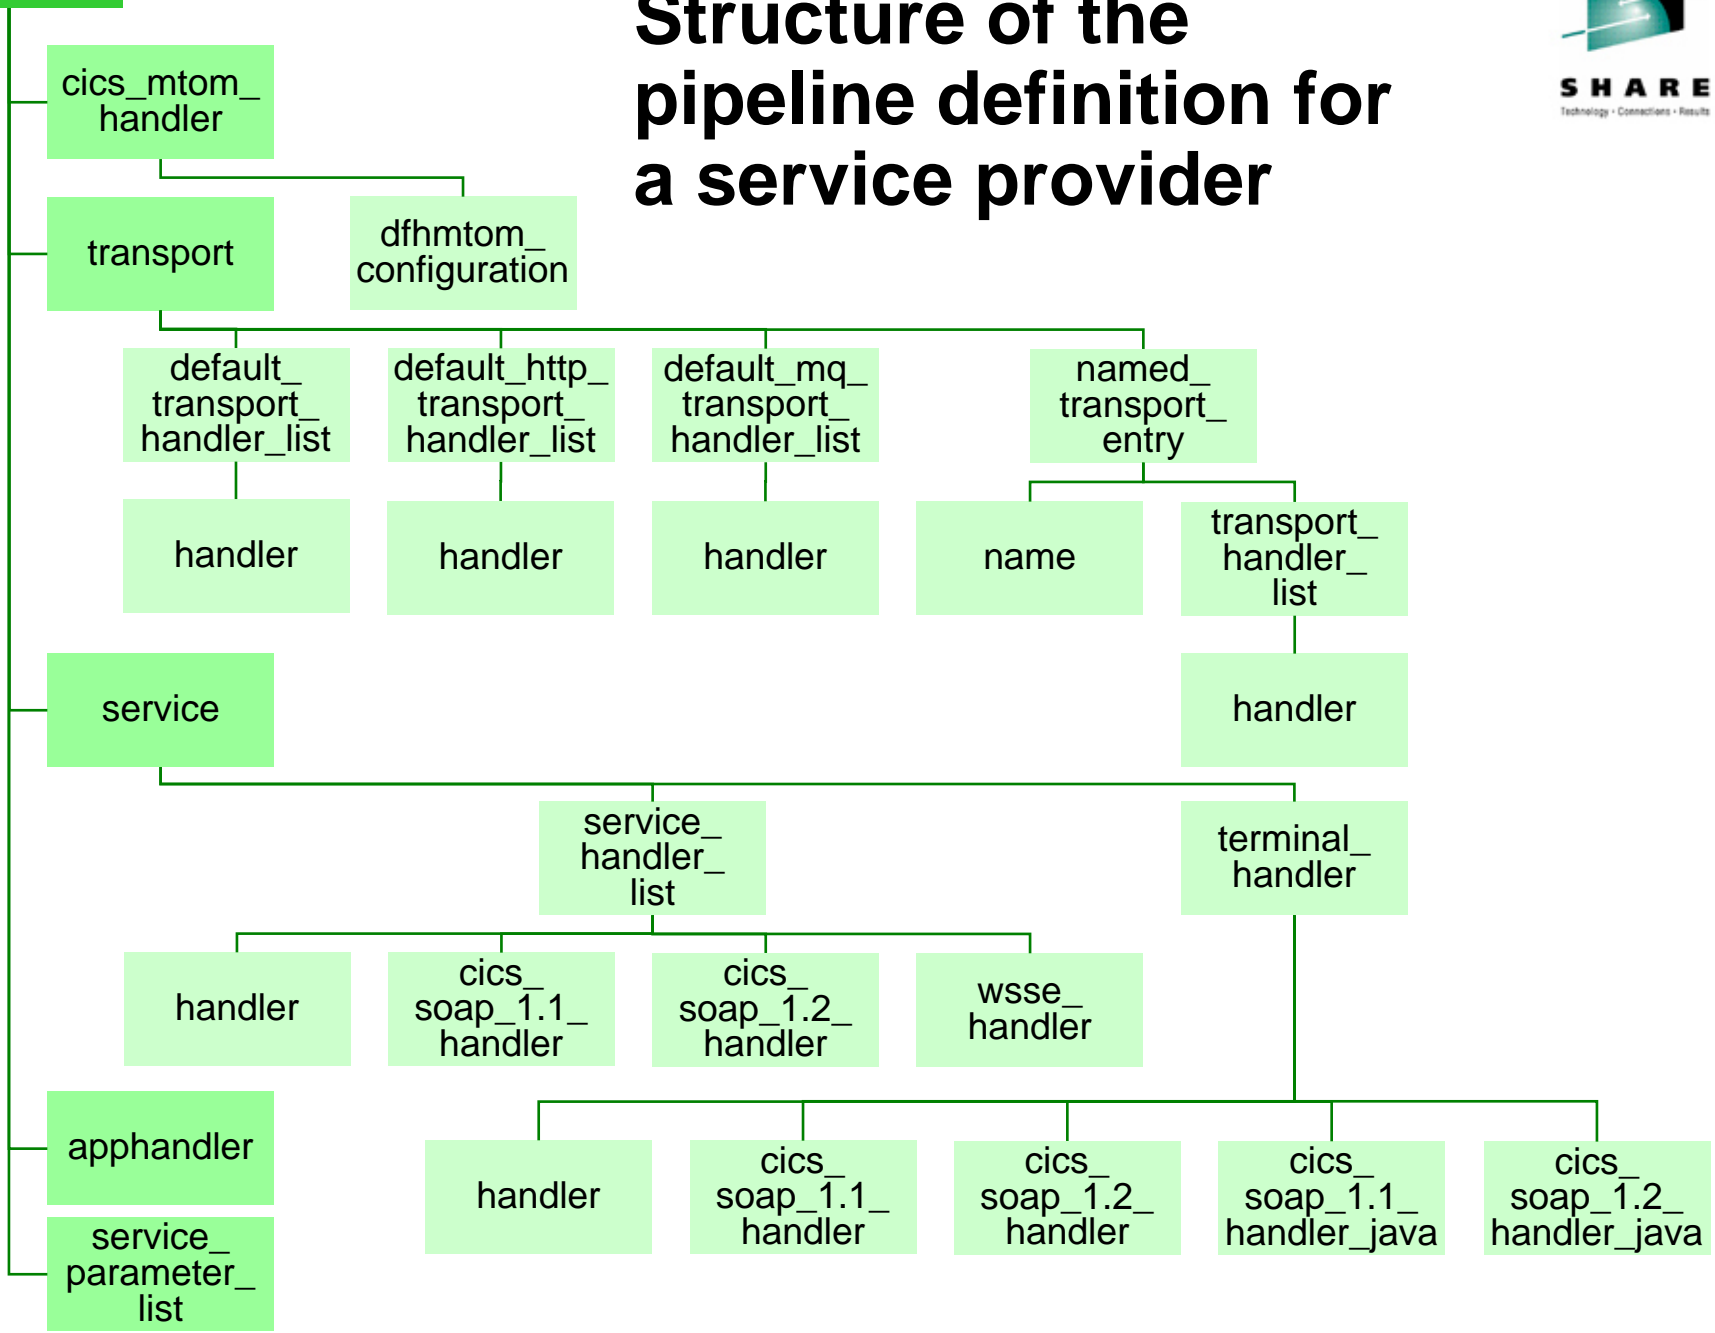 Structure of the
pipeline definition for
a service provider
SHARE
Technology · Connections · Results
cics_mtom_
handler
transport
dfhmtom_
configuration
default_
transport_
handler_list
default_http_
transport_
handler_list
default_mq_
transport_
handler_list
named_
transport_
entry
handler
handler
handler
name
transport_
handler_
list
service
handler
service_
handler_
list
terminal_
handler
handler
cics_
soap_1.1_
handler
cics_
soap_1.2_
handler
wsse_
handler
apphandler
handler
cics_
soap_1.1_
handler
cics_
soap_1.2_
handler
cics_
soap_1.1_
handler_java
cics_
soap_1.2_
handler_java
service_
parameter_
list